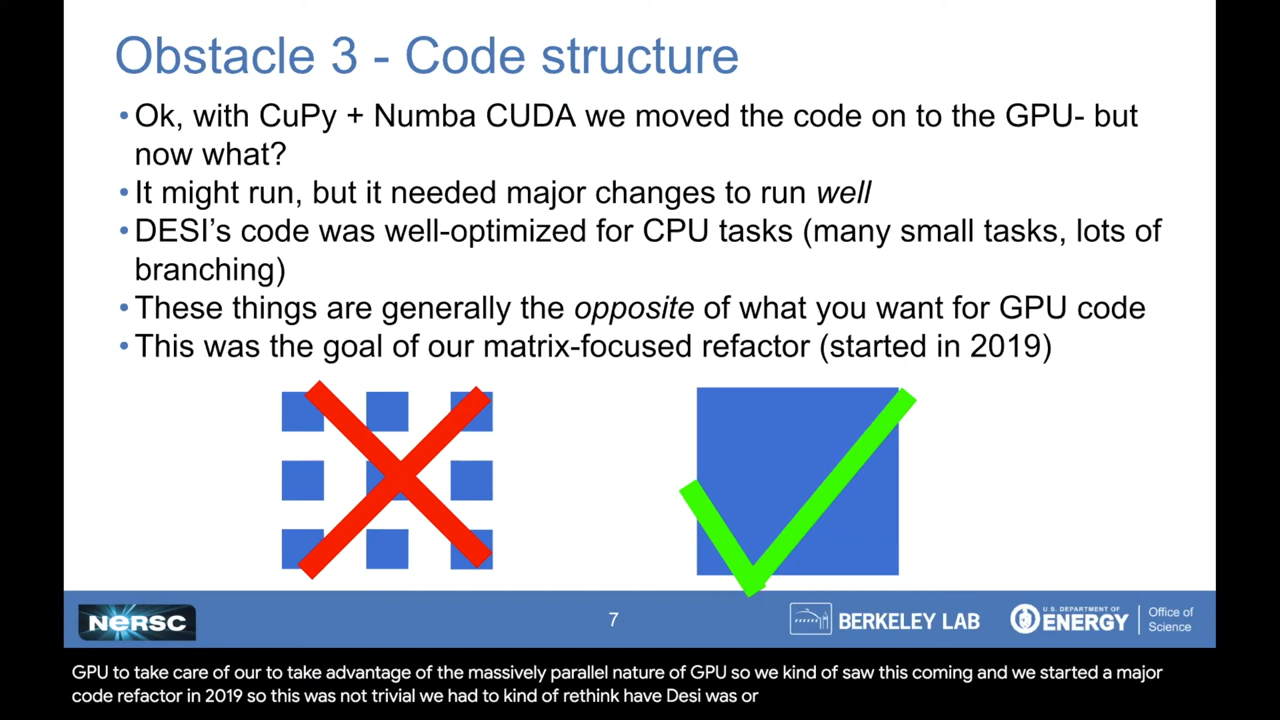 Obstacle 3 - Code structure
•Ok, with CuPy + Numba CUDA we moved the code on to the GPU- but
now what?
•It might run, but it needed major changes to run well
•DESI's code was well-optimized for CPU tasks (many small tasks, lots of
branching)
•These things are generally the opposite of what you want for GPU code
•This was the goal of our matrix-focused refactor (started in 2019)
NERSC
7
BERKELEY LAB
U.S. DEPARTMENT OF
ENERGY
Office of
Science
GPU to take care of our to take advantage of the massively parallel nature of GPU so we kind of saw this coming and we started a major
code refactor in 2019 so this was not trivial we had to kind of rethink have Desi was or